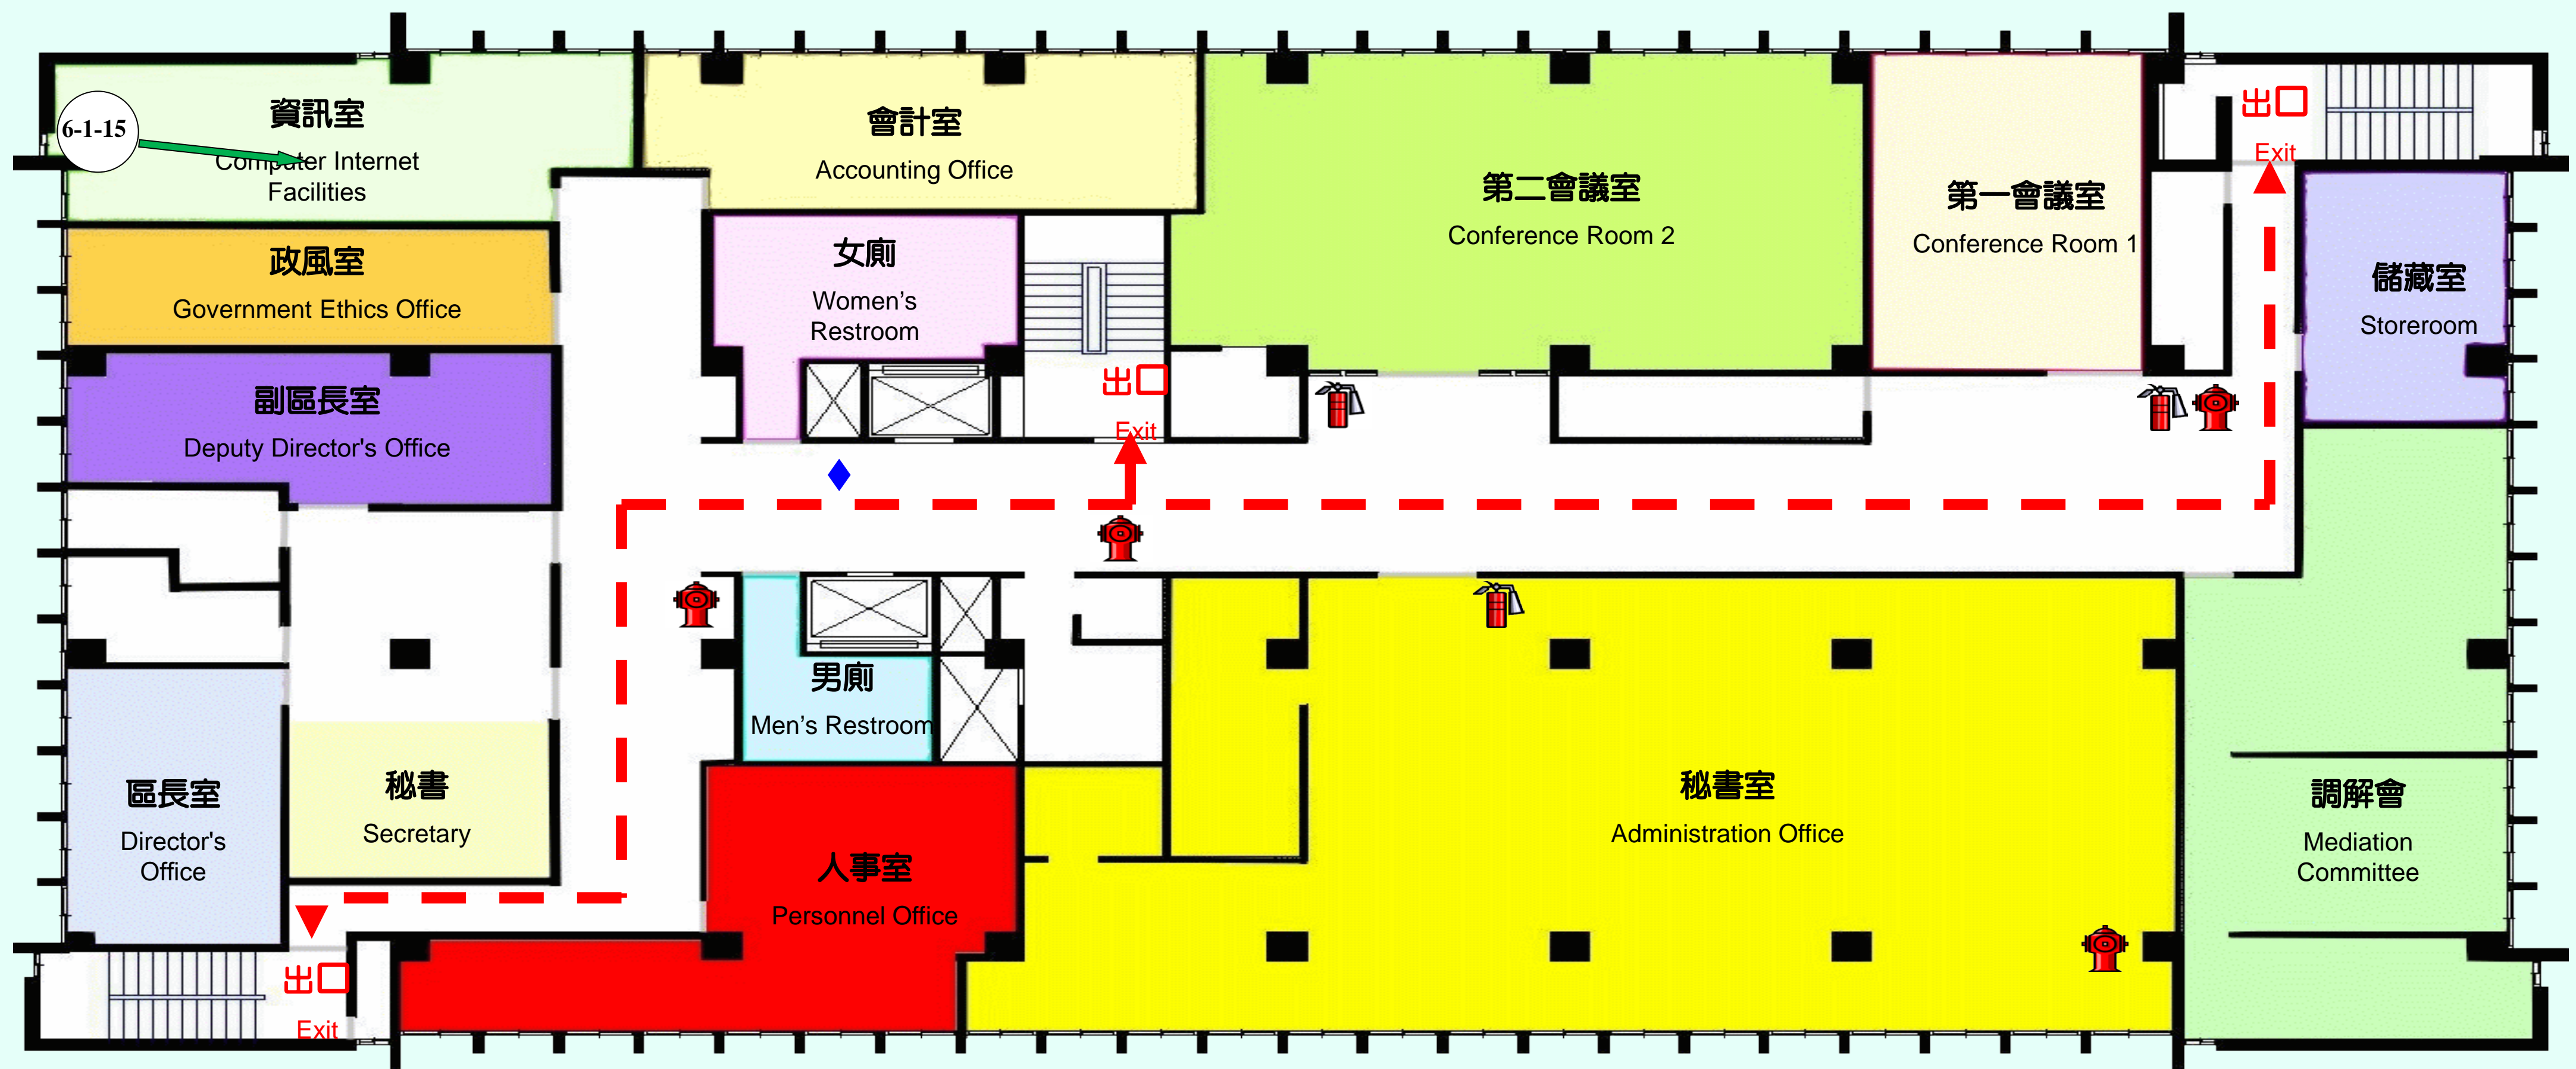 6-1-15
資訊室
Computer Internet
Facilities
會計室
Accounting Office
第二會議室
Conference Room 2
第一會議室
Conference Room 1
出口
Exit
儲藏室
Storeroom
政風室
Government Ethics Office
女廁
Women’s
Restroom
副區長室
Deputy Director's Office
出口
Exit
男廁
Men’s Restroom
區長室
Director's
Office
秘書
Secretary
人事室
Personnel Office
秘書室
Administration Office
調解會
Mediation
Committee
出口
Exit